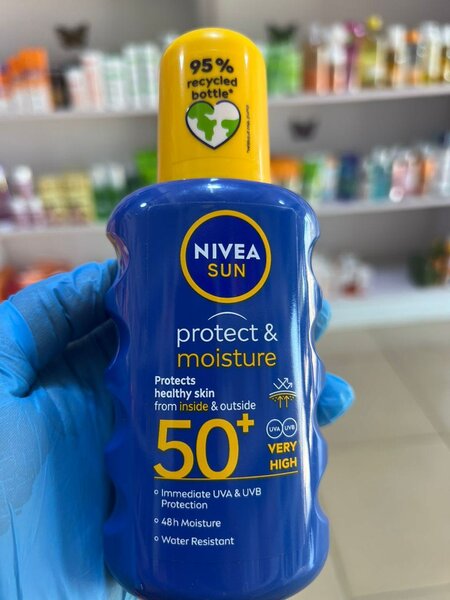 95%
recycled
bottle*
NIVEA
SUN
protect &
moisture
Protects
healthy skin
from inside & outside
50+
UVA UVB
VERY
HIGH
Immediate UVA & UVB
Protection
48h Moisture
Water Resistant